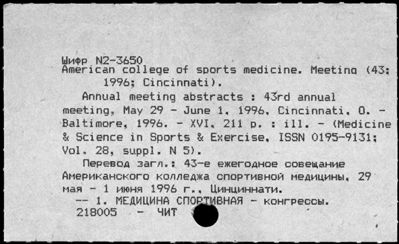 Шифр N2-3650
American college of sports medicine. Meeting (43;
1996; Cincinnati).
Annual meeting abstracts : 43rd annual
meeting, May 29 - June 1, 1996, Cincinnati, O. -
Baltimore, 1996. - XVI, 211 p. : ill. - (Medicine
& Science in Sports & Exercise, ISSN 0195-9131;
Vol. 28, suppl. N 5).
Перевод загл.: 43-е ежегодное совещание
Американского колледжа спортивной медицины, 29
мая - 1 июня 1996 г., Цинциннати.
-- 1. МЕДИЦИНА СПОРТИВНАЯ - конгрессы.
218005 - ЧИТ